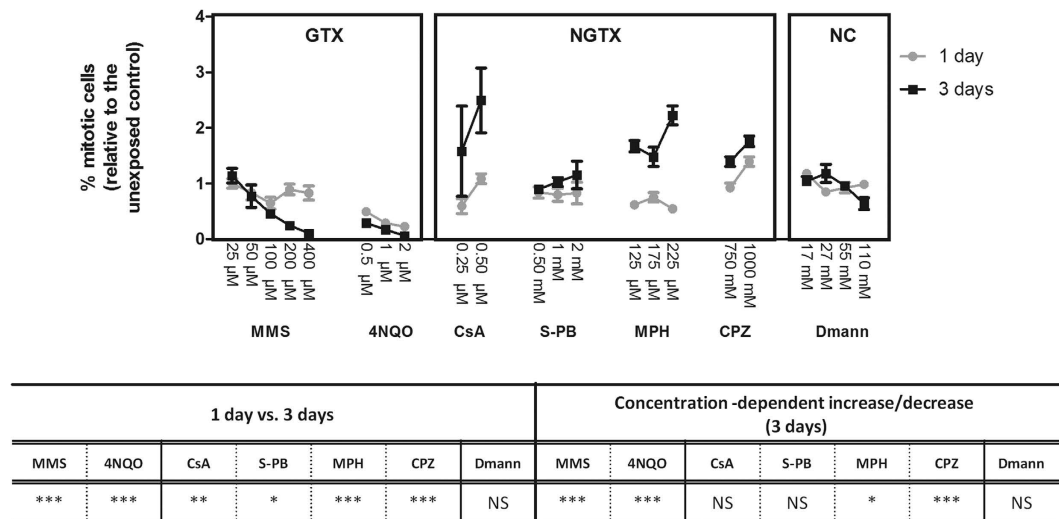 4
GTX
NGTX
NC
1 day
3 days
3
2
1
0
% mitotic cells
(relative to the
unexposed control)
25 µM
50 µM
100 µM
200 µM
400 µM
0.5 µM
1 µM
2 µM
0.25 µM
0.50 µM
0.50 mM
1 mM
2 mM
125 µM
175 µM
225 µM
750 mM
1000 mM
17 mM
27 mM
55 mM
110 mM
MMS 4NQO CsA S-PB MPH CPZ Dmann
1 day vs. 3 days
Concentration -dependent increase/decrease
(3 days)
MMS 4NQO CsA S-PB MPH CPZ Dmann MMS 4NQO CsA S-PB MPH CPZ Dmann
*** *** ** * *** *** NS *** *** NS NS * *** NS